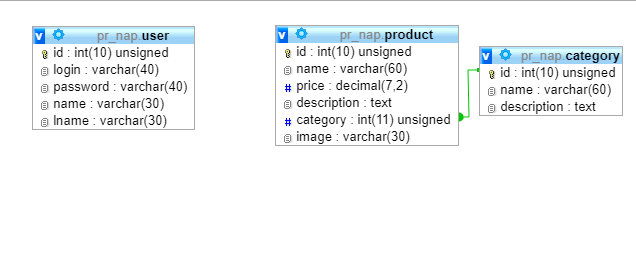 v pr_nap.user
id : int(10) unsigned
login : varchar(40)
password : varchar(40)
name : varchar(30)
lname : varchar(30)
v pr_nap.product
id : int(10) unsigned
name : varchar(60)
# price : decimal(7,2)
description : text
# category : int(11) unsigned
image : varchar(30)
v pr_nap.category
id : int(10) unsigned
name : varchar(60)
description : text